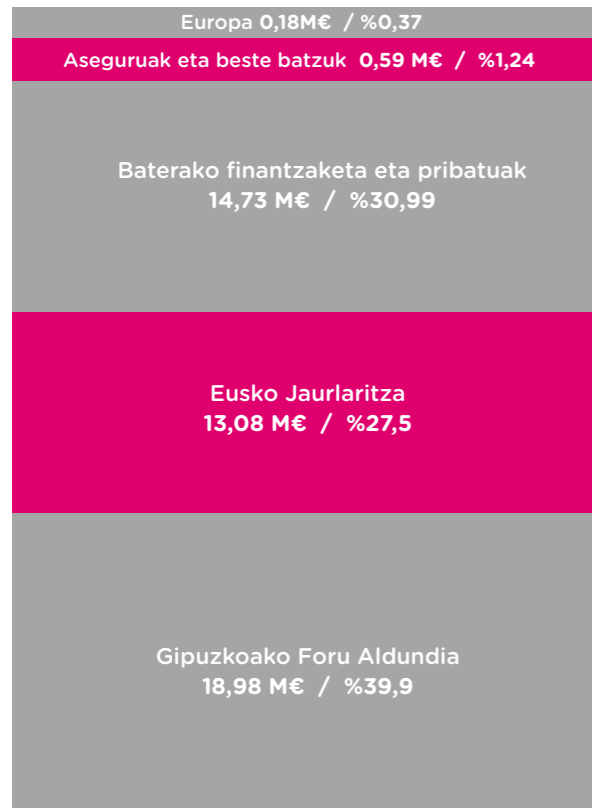 Europa 0,18M€ / %0,37
Aseguruak eta beste batzuk 0,59 M€ / %1,24
Baterako finantzaketa eta pribatuak
14,73 M€ / %30,99
Eusko Jaurlaritza
13,08 M€ / %27,5
Gipuzkoako Foru Aldundia
18,98 M€ / %39,9